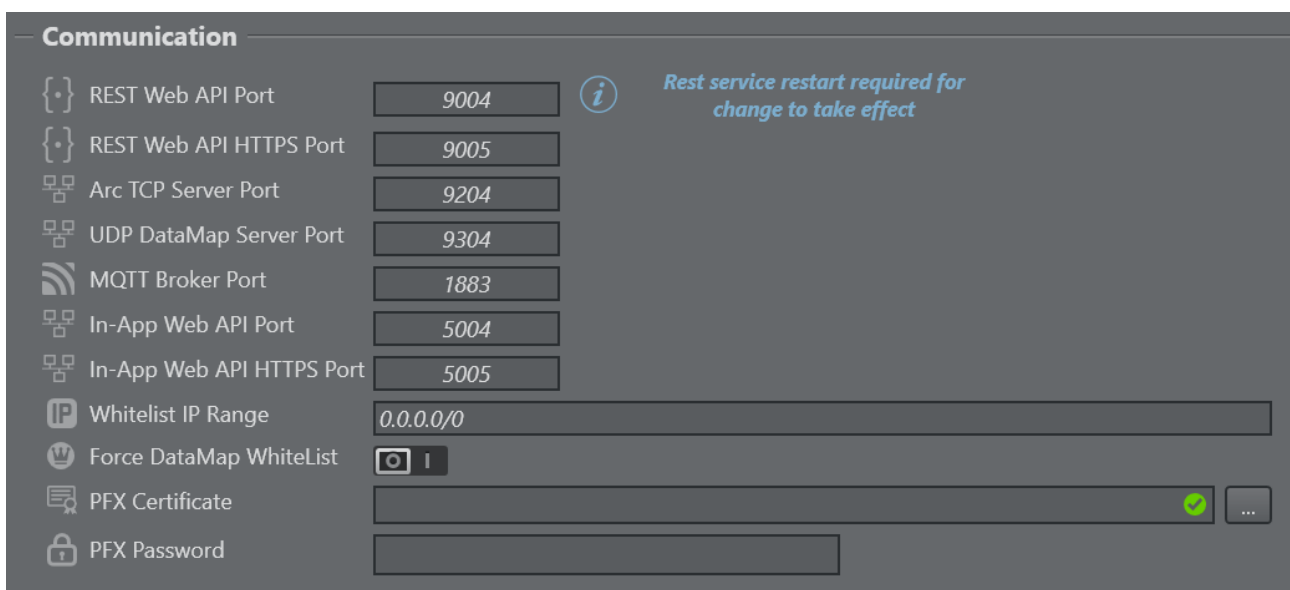 Communication
REST Web API Port 9004 Rest service restart required for
change to take effect
REST Web API HTTPS Port 9005
Arc TCP Server Port 9204
UDP DataMap Server Port 9304
MQTT Broker Port 1883
In-App Web API Port 5004
In-App Web API HTTPS Port 5005
IP Whitelist IP Range 0.0.0.0/0
Force DataMap WhiteList O I
PFX Certificate ...
PFX Password